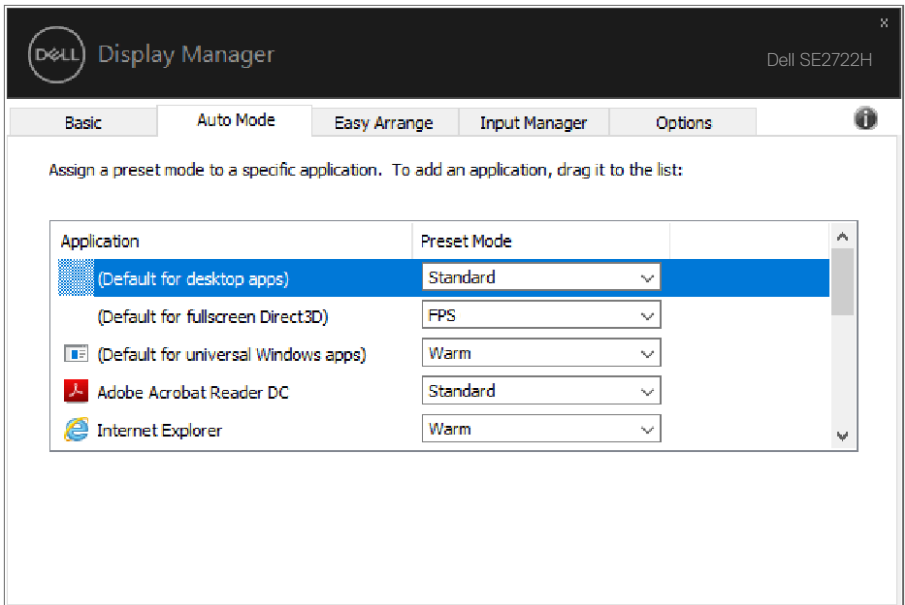 x
DELL Display Manager
Dell SE2722H
Basic Auto Mode Easy Arrange Input Manager Options
Assign a preset mode to a specific application. To add an application, drag it to the list:
Application Preset Mode
(Default for desktop apps) Standard
(Default for fullscreen Direct3D) FPS
(Default for universal Windows apps) Warm
Adobe Acrobat Reader DC Standard
Internet Explorer Warm